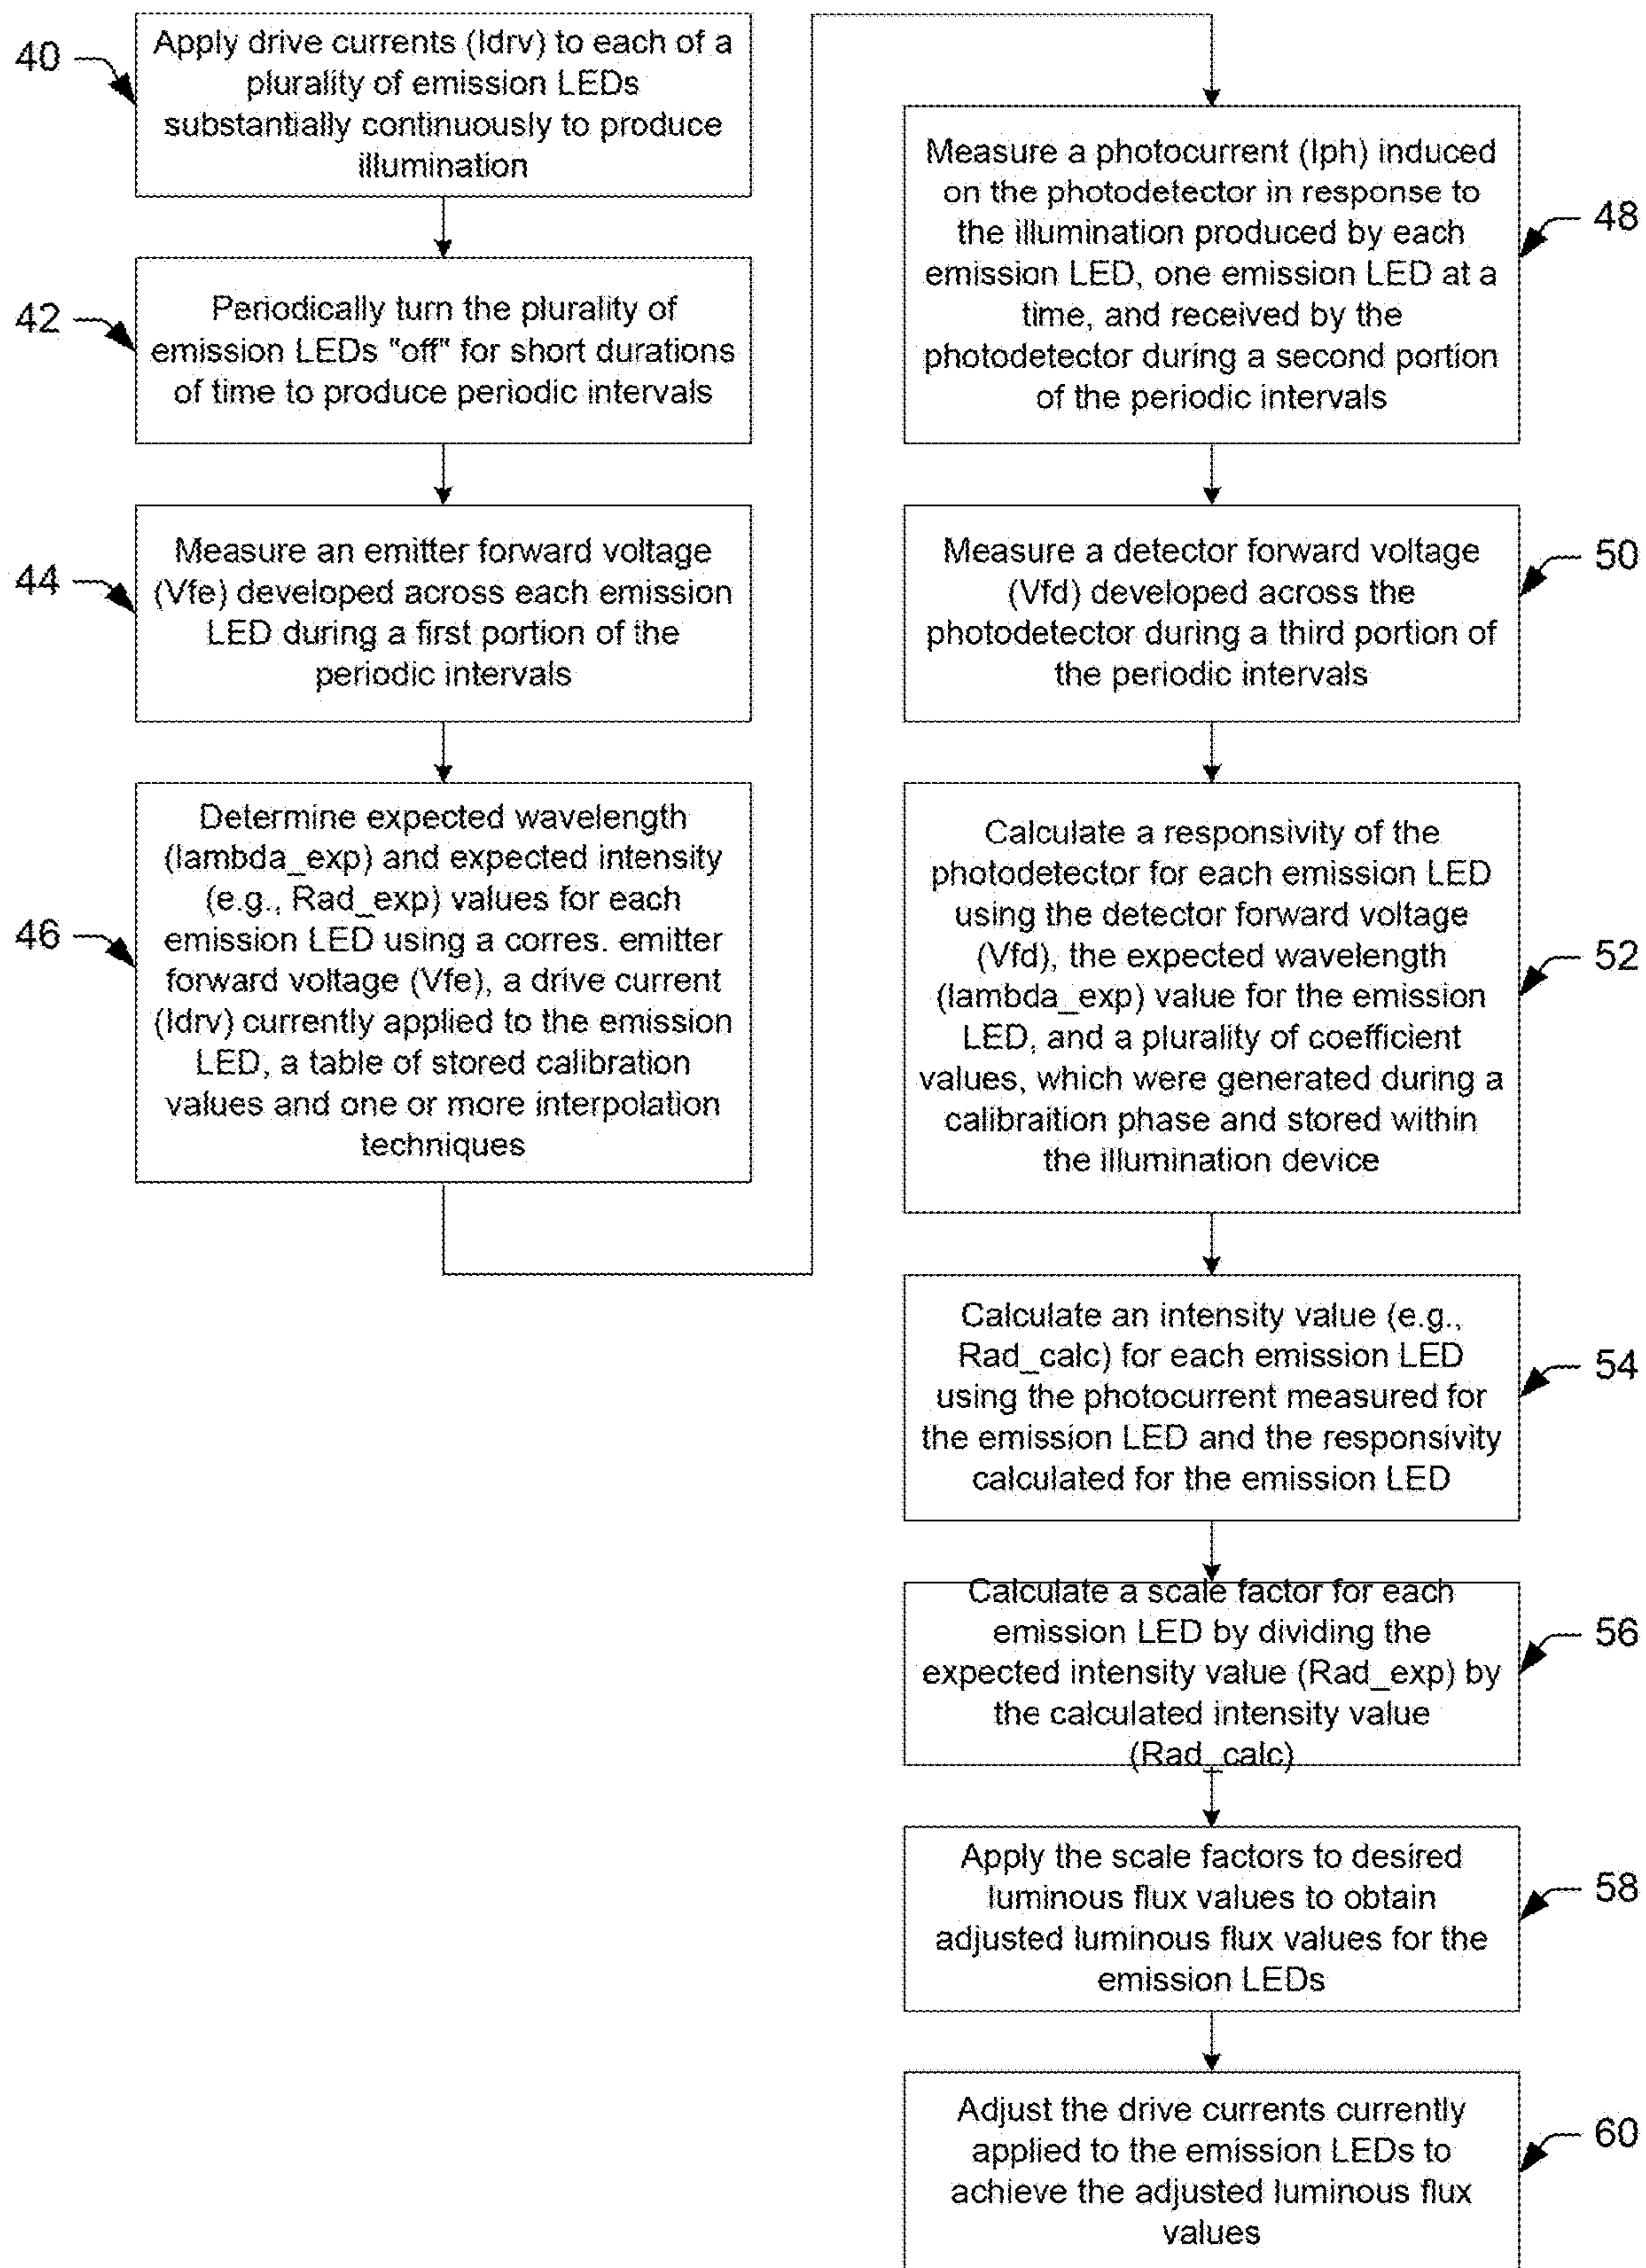 40
Apply drive currents (Idrv) to each of a
plurality of emission LEDs
substantially continuously to produce
illumination
42
Periodically turn the plurality of
emission LEDs "off" for short durations
of time to produce periodic intervals
44
Measure an emitter forward voltage
(Vfe) developed across each emission
LED during a first portion of the
periodic intervals
46
Determine expected wavelength
(lambda_exp) and expected intensity
(e.g., Rad_exp) values for each
emission LED using a corres. emitter
forward voltage (Vfe), a drive current
(Idrv) currently applied to the emission
LED, a table of stored calibration
values and one or more interpolation
techniques
Measure a photocurrent (Iph) induced
on the photodetector in response to
the illumination produced by each
emission LED, one emission LED at a
time, and received by the
photodetector during a second portion
of the periodic intervals
48
Measure a detector forward voltage
(Vfd) developed across the
photodetector during a third portion of
the periodic intervals
50
Calculate a responsivity of the
photodetector for each emission LED
using the detector forward voltage
(Vfd), the expected wavelength
(lambda_exp) value for the emission
LED, and a plurality of coefficient
values, which were generated during a
calibraition phase and stored within
the illumination device
52
Calculate an intensity value (e.g.,
Rad_calc) for each emission LED
using the photocurrent measured for
the emission LED and the responsivity
calculated for the emission LED
54
Calculate a scale factor for each
emission LED by dividing the
expected intensity value (Rad_exp) by
the calculated intensity value
(Rad_calc)
56
Apply the scale factors to desired
luminous flux values to obtain
adjusted luminous flux values for the
emission LEDs
58
Adjust the drive currents currently
applied to the emission LEDs to
achieve the adjusted luminous flux
values
60